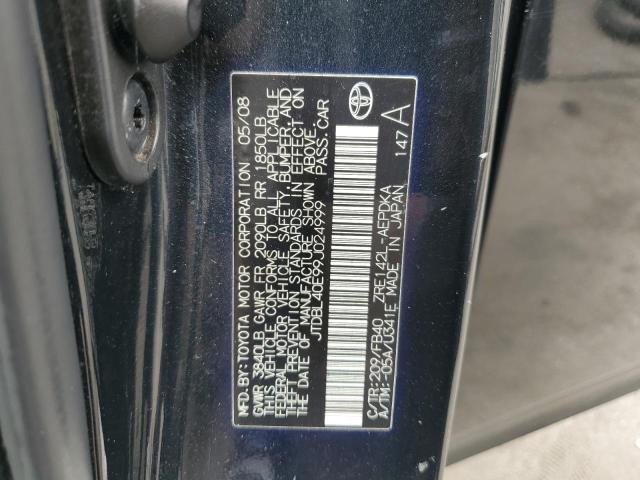 MFD. BY: TOYOTA MOTOR CORPORATION 05/08
GVWR 3840LB GAWR FR 2090LB RR 1850LB
THIS VEHICLE CONFORMS TO ALL APPLICABLE
FEDERAL MOTOR VEHICLE SAFETY, BUMPER, AND
THEFT PREVENTION STANDARDS IN EFFECT ON
THE DATE OF MANUFACTURE SHOWN ABOVE.
JTDBL40E99J024999 PASS. CAR
C/TR: 202/FB40 ZRE142L-AEPDKA
A/TM: -05A/U341E MADE IN JAPAN
147 A